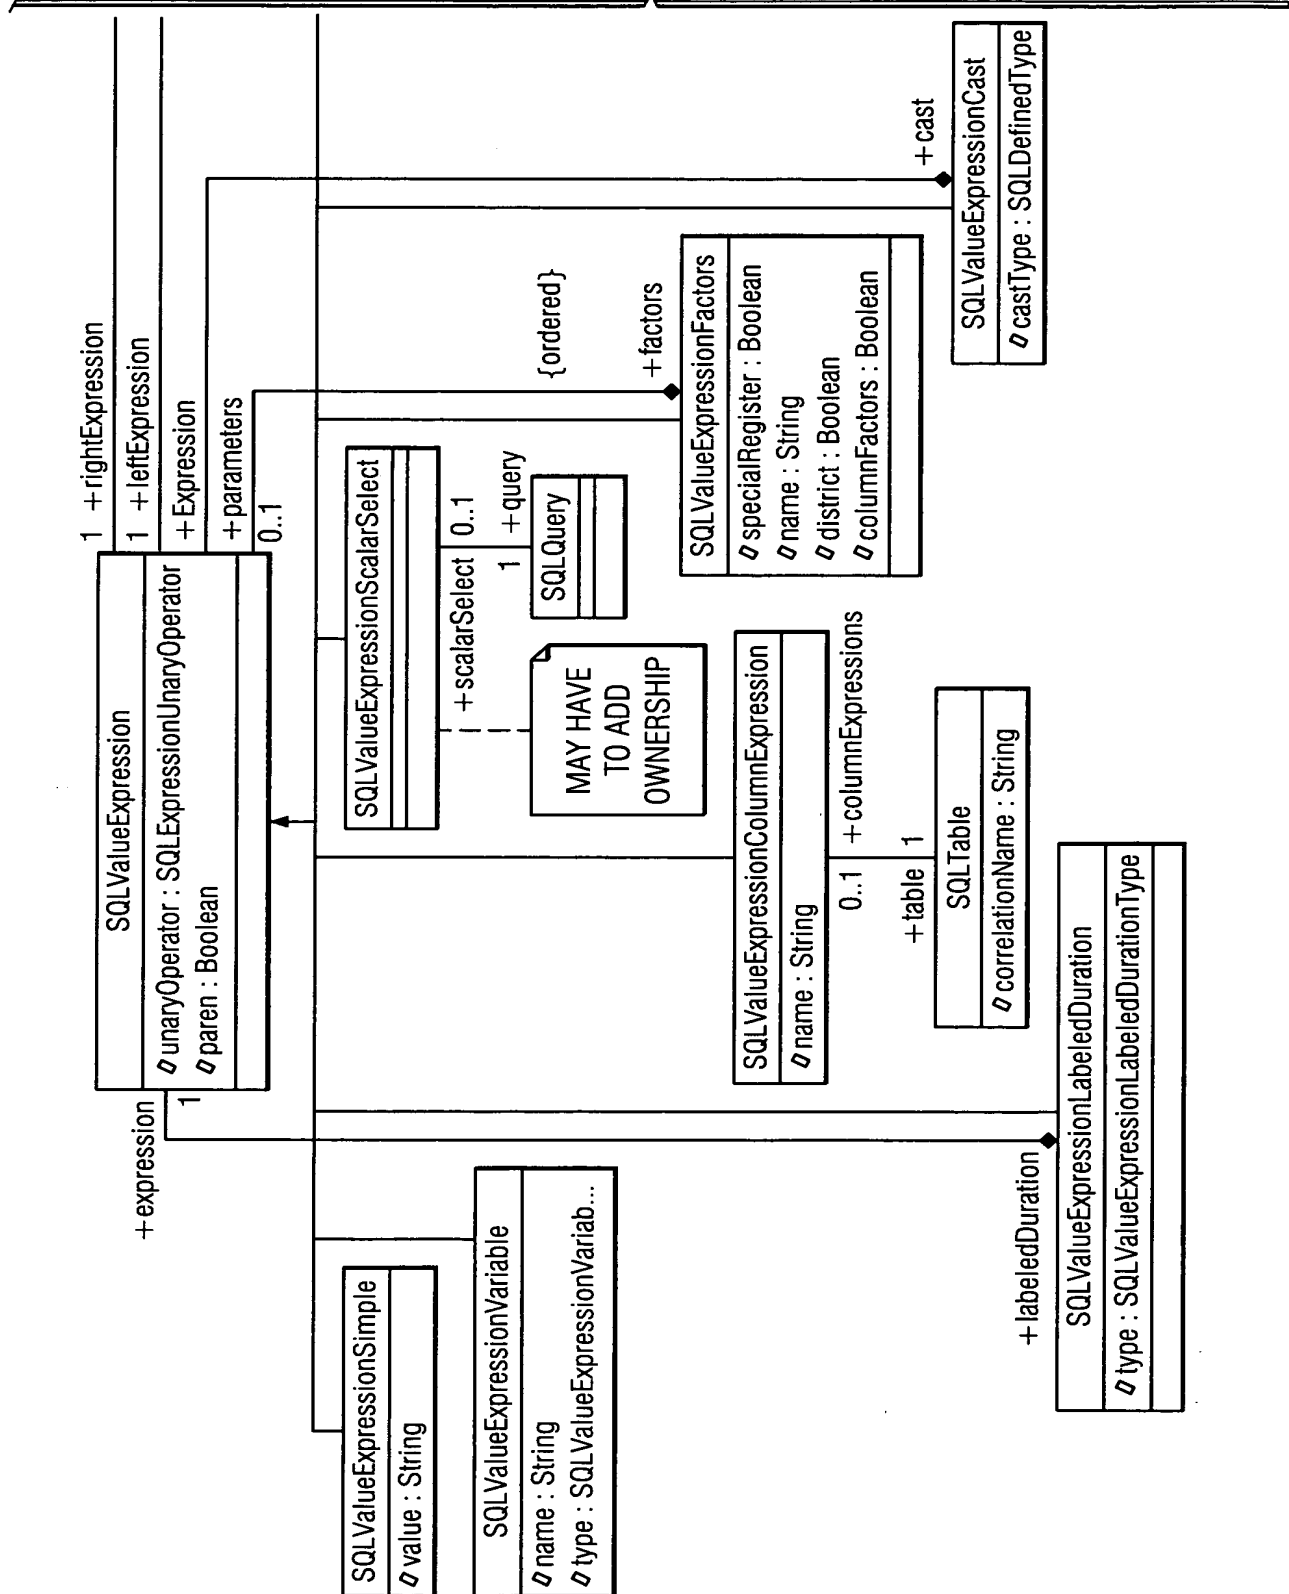 SQLValueExpression
unaryOperator : SQLExpressionUnaryOperator
paren : Boolean
+expression
1
1 +rightExpression
1 +leftExpression
+Expression
+parameters
0..1
SQLValueExpressionSimple
value : String
SQLValueExpressionVariable
name : String
type : SQLValueExpressionVariab...
+labeledDuration
SQLValueExpressionLabeledDuration
type : SQLValueExpressionLabeledDurationType
SQLValueExpressionColumnExpression
name : String
0..1 +columnExpressions
+table 1
SQLTable
correlationName : String
SQLValueExpressionScalarSelect
+scalarSelect 0..1
1 +query
SQLQuery
MAY HAVE
TO ADD
OWNERSHIP
{ordered}
+factors
SQLValueExpressionFactors
specialRegister : Boolean
name : String
district : Boolean
columnFactors : Boolean
+cast
SQLValueExpressionCast
castType : SQLDefinedType